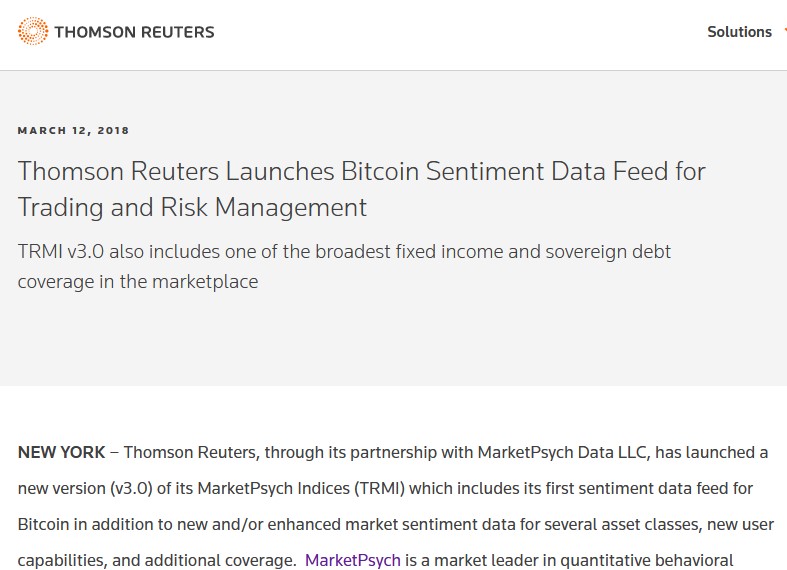 THOMSON REUTERS
Solutions
MARCH 12, 2018
Thomson Reuters Launches Bitcoin Sentiment Data Feed for
Trading and Risk Management
TRMI v3.0 also includes one of the broadest fixed income and sovereign debt
coverage in the marketplace
NEW YORK – Thomson Reuters, through its partnership with MarketPsych Data LLC, has launched a
new version (v3.0) of its MarketPsych Indices (TRMI) which includes its first sentiment data feed for
Bitcoin in addition to new and/or enhanced market sentiment data for several asset classes, new user
capabilities, and additional coverage. MarketPsych is a market leader in quantitative behavioral